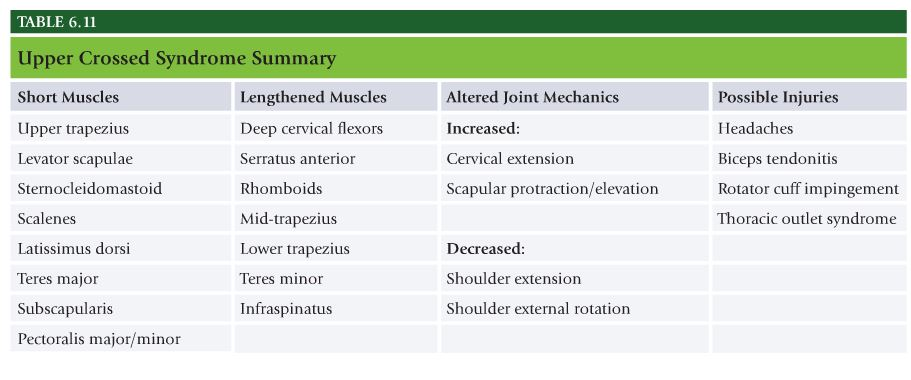 TABLE 6.11
Upper Crossed Syndrome Summary
Short Muscles Lengthened Muscles Altered Joint Mechanics Possible Injuries
Upper trapezius Deep cervical flexors Increased: Headaches
Levator scapulae Serratus anterior Cervical extension Biceps tendonitis
Sternocleidomastoid Rhomboids Scapular protraction/elevation Rotator cuff impingement
Scalenes Mid-trapezius Thoracic outlet syndrome
Latissimus dorsi Lower trapezius Decreased:
Teres major Teres minor Shoulder extension
Subscapularis Infraspinatus Shoulder external rotation
Pectoralis major/minor